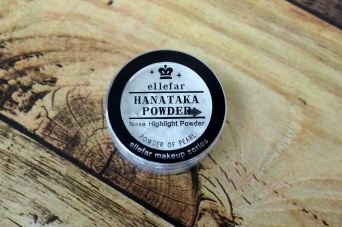 ellefar
HANATAKA
POWDER
Nose Highlight Powder
POWDER OF PEARL
ellefar makeup series